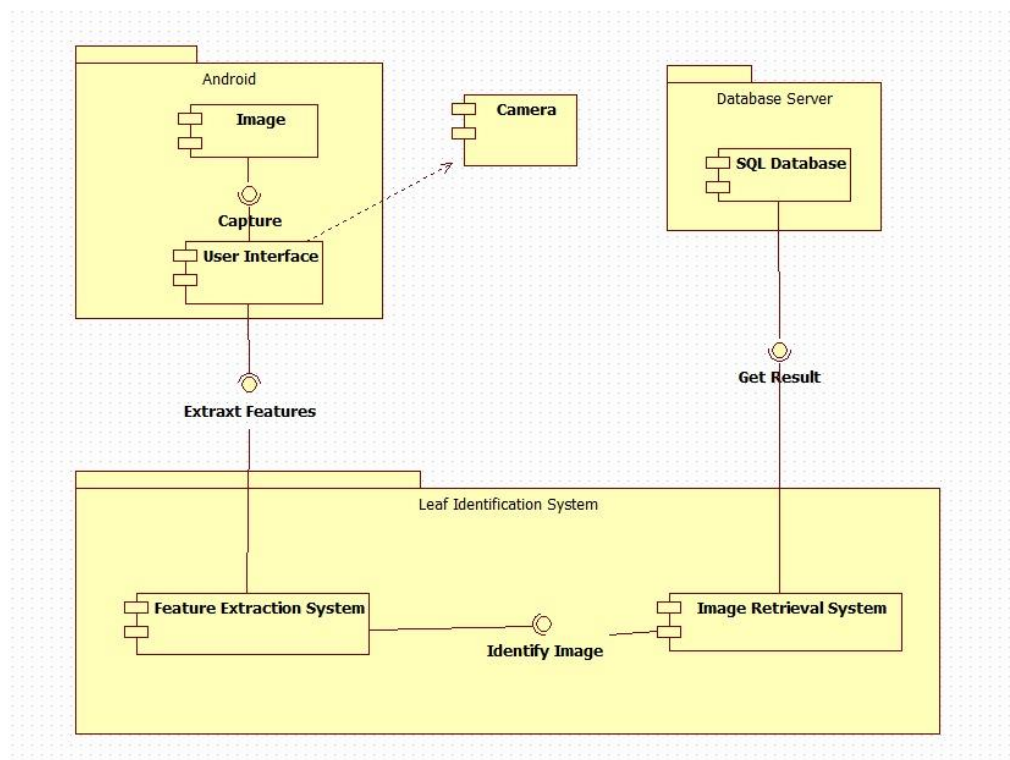 Android
Image
Capture
User Interface
Camera
Database Server
SQL Database
Get Result
Extraxt Features
Leaf Identification System
Feature Extraction System
Identify Image
Image Retrieval System